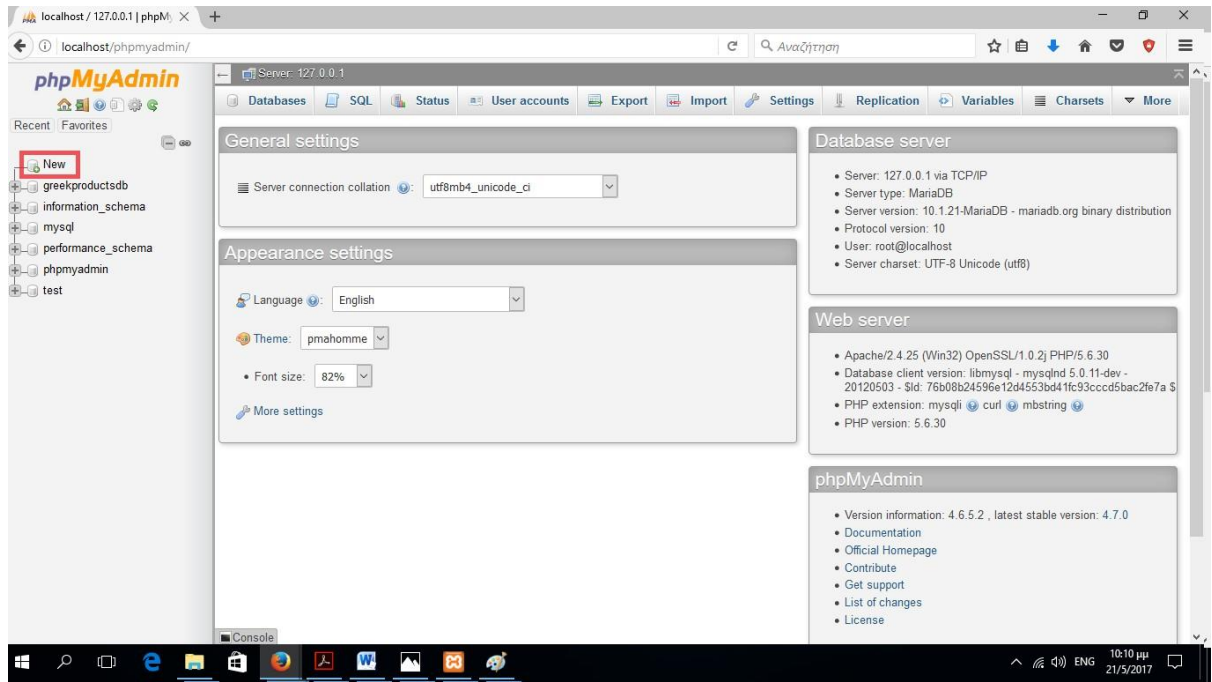 localhost / 127.0.0.1 | phpM
localhost/phpmyadmin/
Αναζήτηση
phpMyAdmin
Recent Favorites
New
greekproductsdb
information_schema
mysql
performance_schema
phpmyadmin
test
Server: 127.0.0.1
Databases SQL Status User accounts Export Import Settings Replication Variables Charsets More
General settings
Server connection collation : utf8mb4_unicode_ci
Appearance settings
Language : English
Theme: pmahomme
• Font size: 82%
More settings
Database server
• Server: 127.0.0.1 via TCP/IP
• Server type: MariaDB
• Server version: 10.1.21-MariaDB - mariadb.org binary distribution
• Protocol version: 10
• User: root@localhost
• Server charset: UTF-8 Unicode (utf8)
Web server
• Apache/2.4.25 (Win32) OpenSSL/1.0.2j PHP/5.6.30
• Database client version: libmysql - mysqlnd 5.0.11-dev -
20120503 - $Id: 76b08b24596e12d4553bd41fc93cccd5bac2fe7a $
• PHP extension: mysqli curl mbstring
• PHP version: 5.6.30
phpMyAdmin
• Version information: 4.6.5.2 , latest stable version: 4.7.0
• Documentation
• Official Homepage
• Contribute
• Get support
• List of changes
• License
Console
ENG
10:10 μμ
21/5/2017